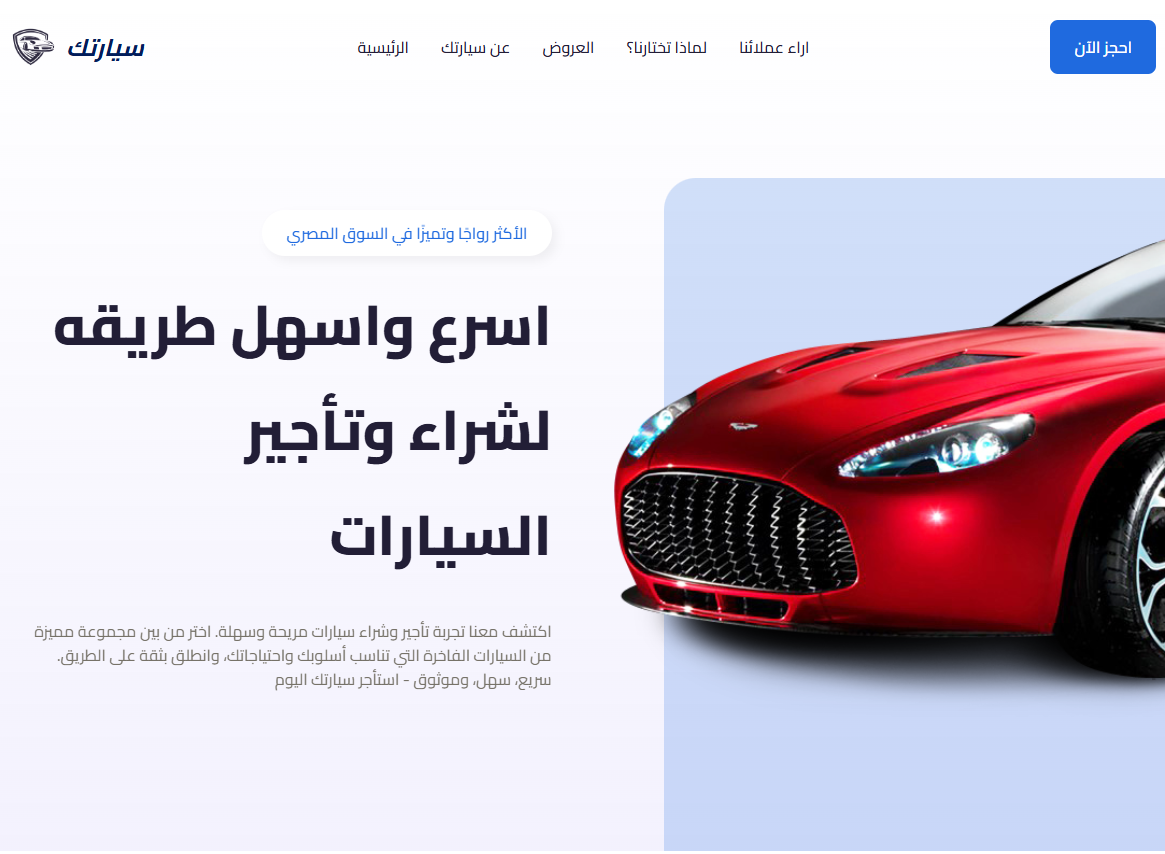 سيارتك
الرئيسية
عن سيارتك
العروض
لماذا تختارنا؟
اراء عملائنا
احجز الآن
الأكثر رواجًا وتميزًا في السوق المصري
اسرع واسهل طريقه
لشراء وتأجير
السيارات
اكتشف معنا تجربة تأجير وشراء سيارات مريحة وسهلة. اختر من بين مجموعة مميزة
من السيارات الفاخرة التي تناسب أسلوبك واحتياجاتك، وانطلق بثقة على الطريق.
سريع، سهل، وموثوق - استأجر سيارتك اليوم